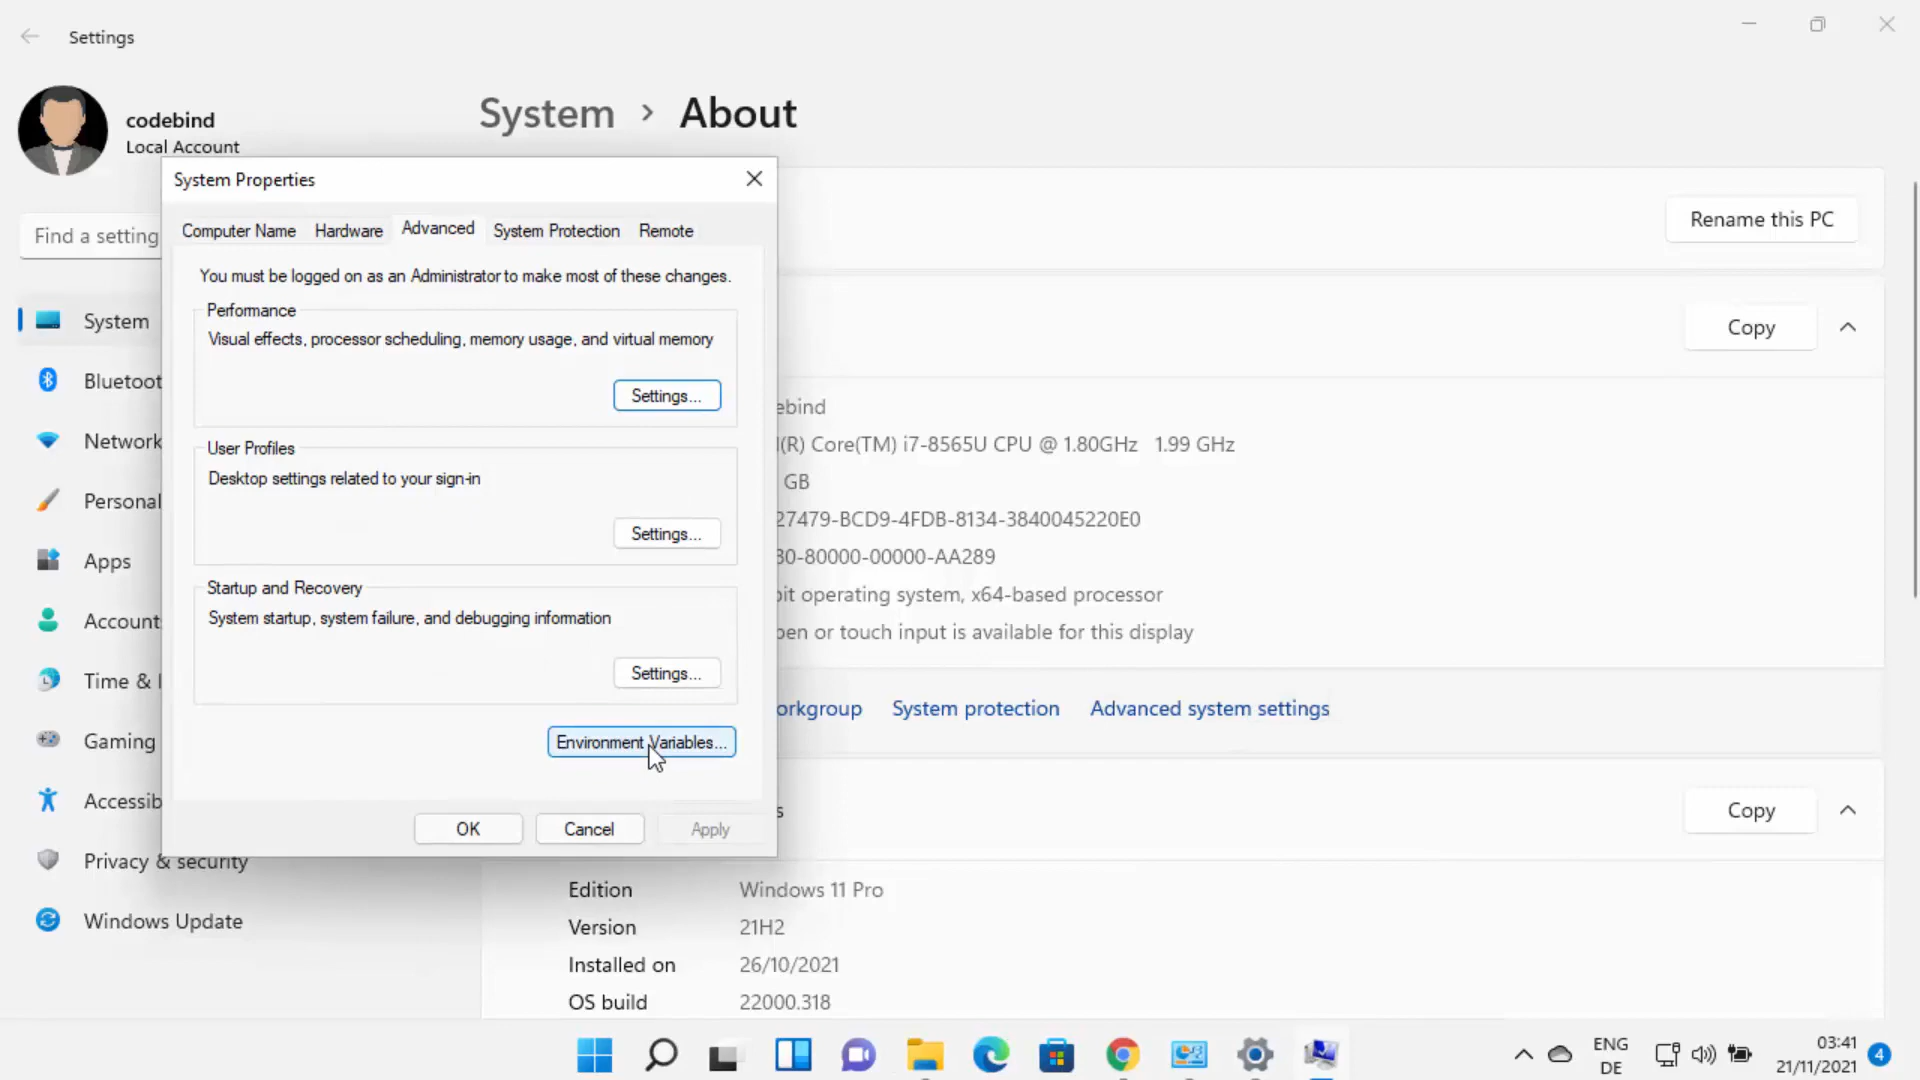 Settings
codebind
Local Account
System > About
System Properties
Computer Name Hardware Advanced System Protection Remote
You must be logged on as an Administrator to make most of these changes.
Performance
Visual effects, processor scheduling, memory usage, and virtual memory
Settings...
User Profiles
Desktop settings related to your sign-in
Settings...
Startup and Recovery
System startup, system failure, and debugging information
Settings...
Environment Variables...
OK Cancel Apply
Find a setting
System
Bluetoot
Network
Personal
Apps
Account
Time & l
Gaming
Accessib
Privacy & security
Windows Update
Rename this PC
Copy
ebind
(R) Core(TM) i7-8565U CPU @ 1.80GHz 1.99 GHz
GB
27479-BCD9-4FDB-8134-3840045220E0
30-80000-00000-AA289
bit operating system, x64-based processor
pen or touch input is available for this display
orkgroup System protection Advanced system settings
s
Copy
Edition Windows 11 Pro
Version 21H2
Installed on 26/10/2021
OS build 22000.318
ENG
DE
03:41
21/11/2021
4